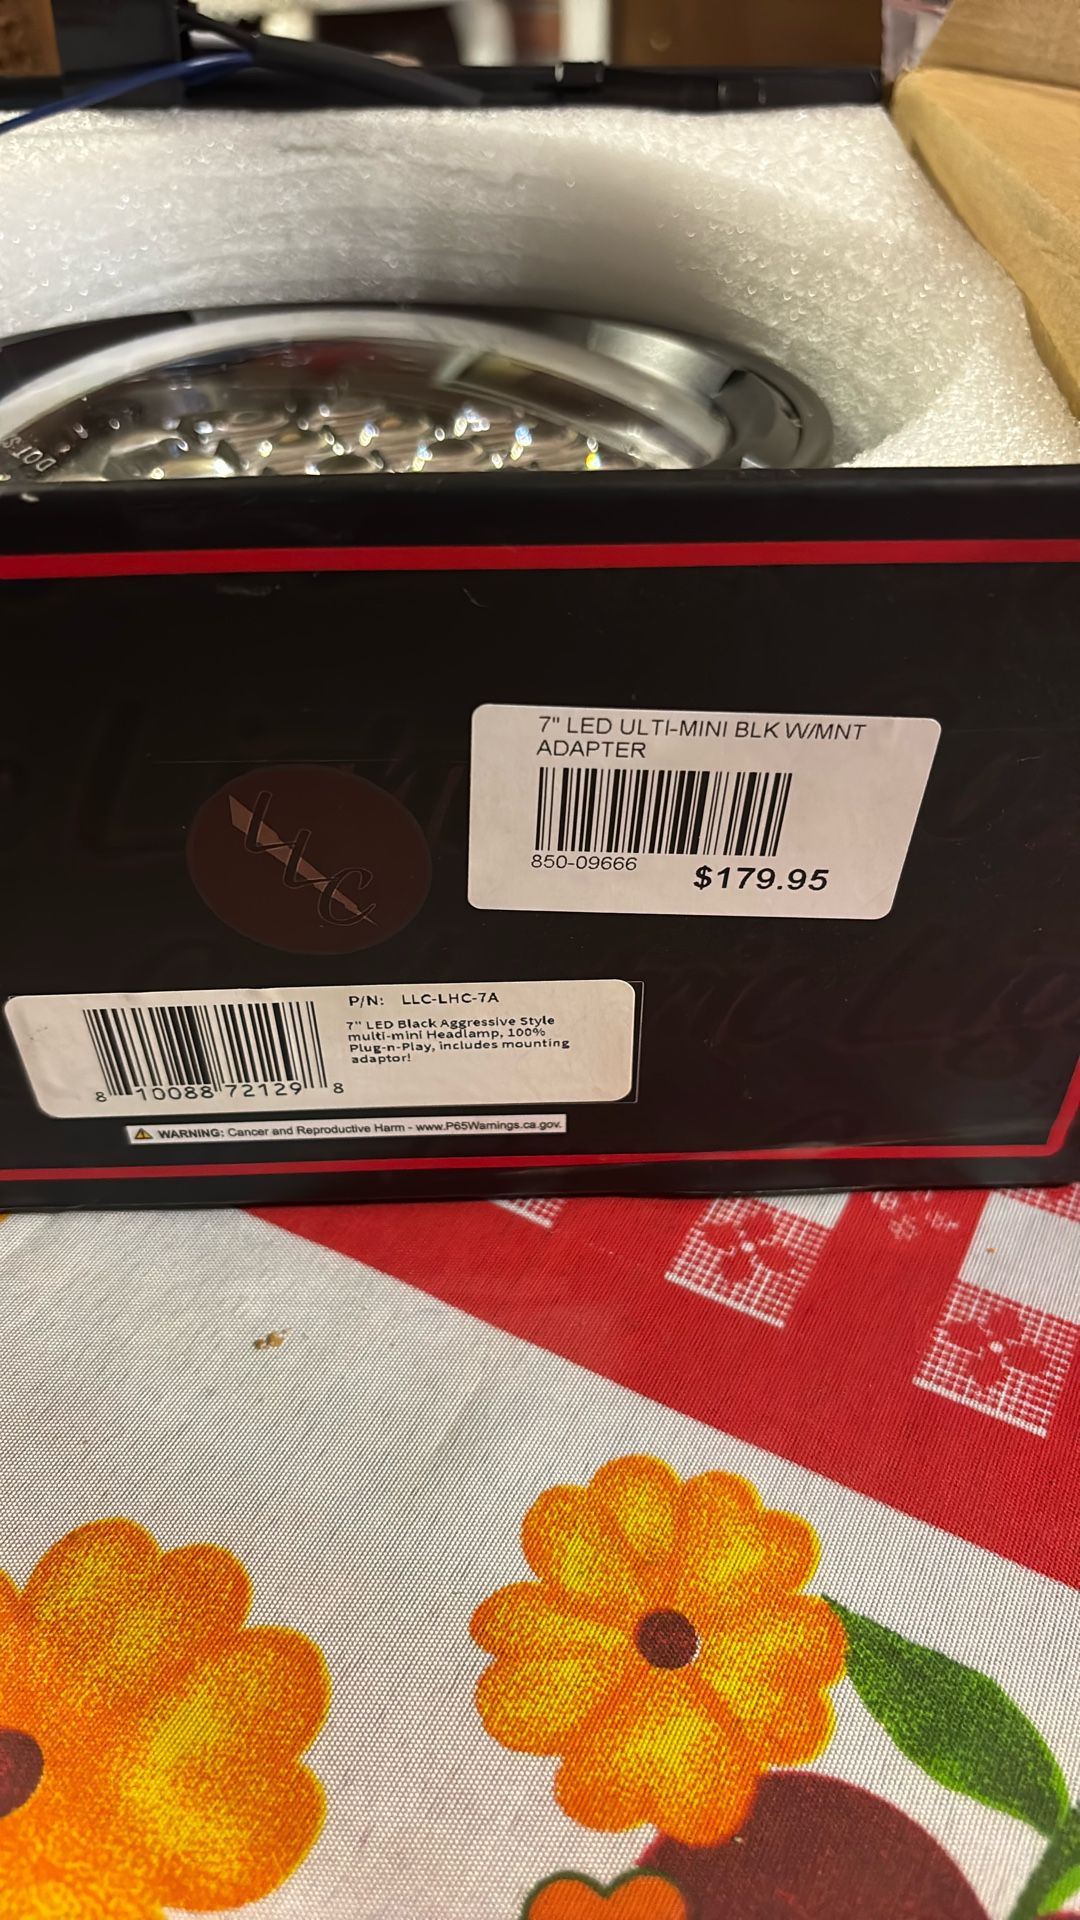 DOT
7" LED ULTI-MINI BLK W/MNT
ADAPTER
850-09666
$179.95
LLC
P/N: LLC-LHC-7A
7" LED Black Aggressive Style
multi-mini Headlamp, 100%
Plug-n-Play, includes mounting
adaptor!
8 10088 72129 8
WARNING: Cancer and Reproductive Harm - www.P65Warnings.ca.gov.